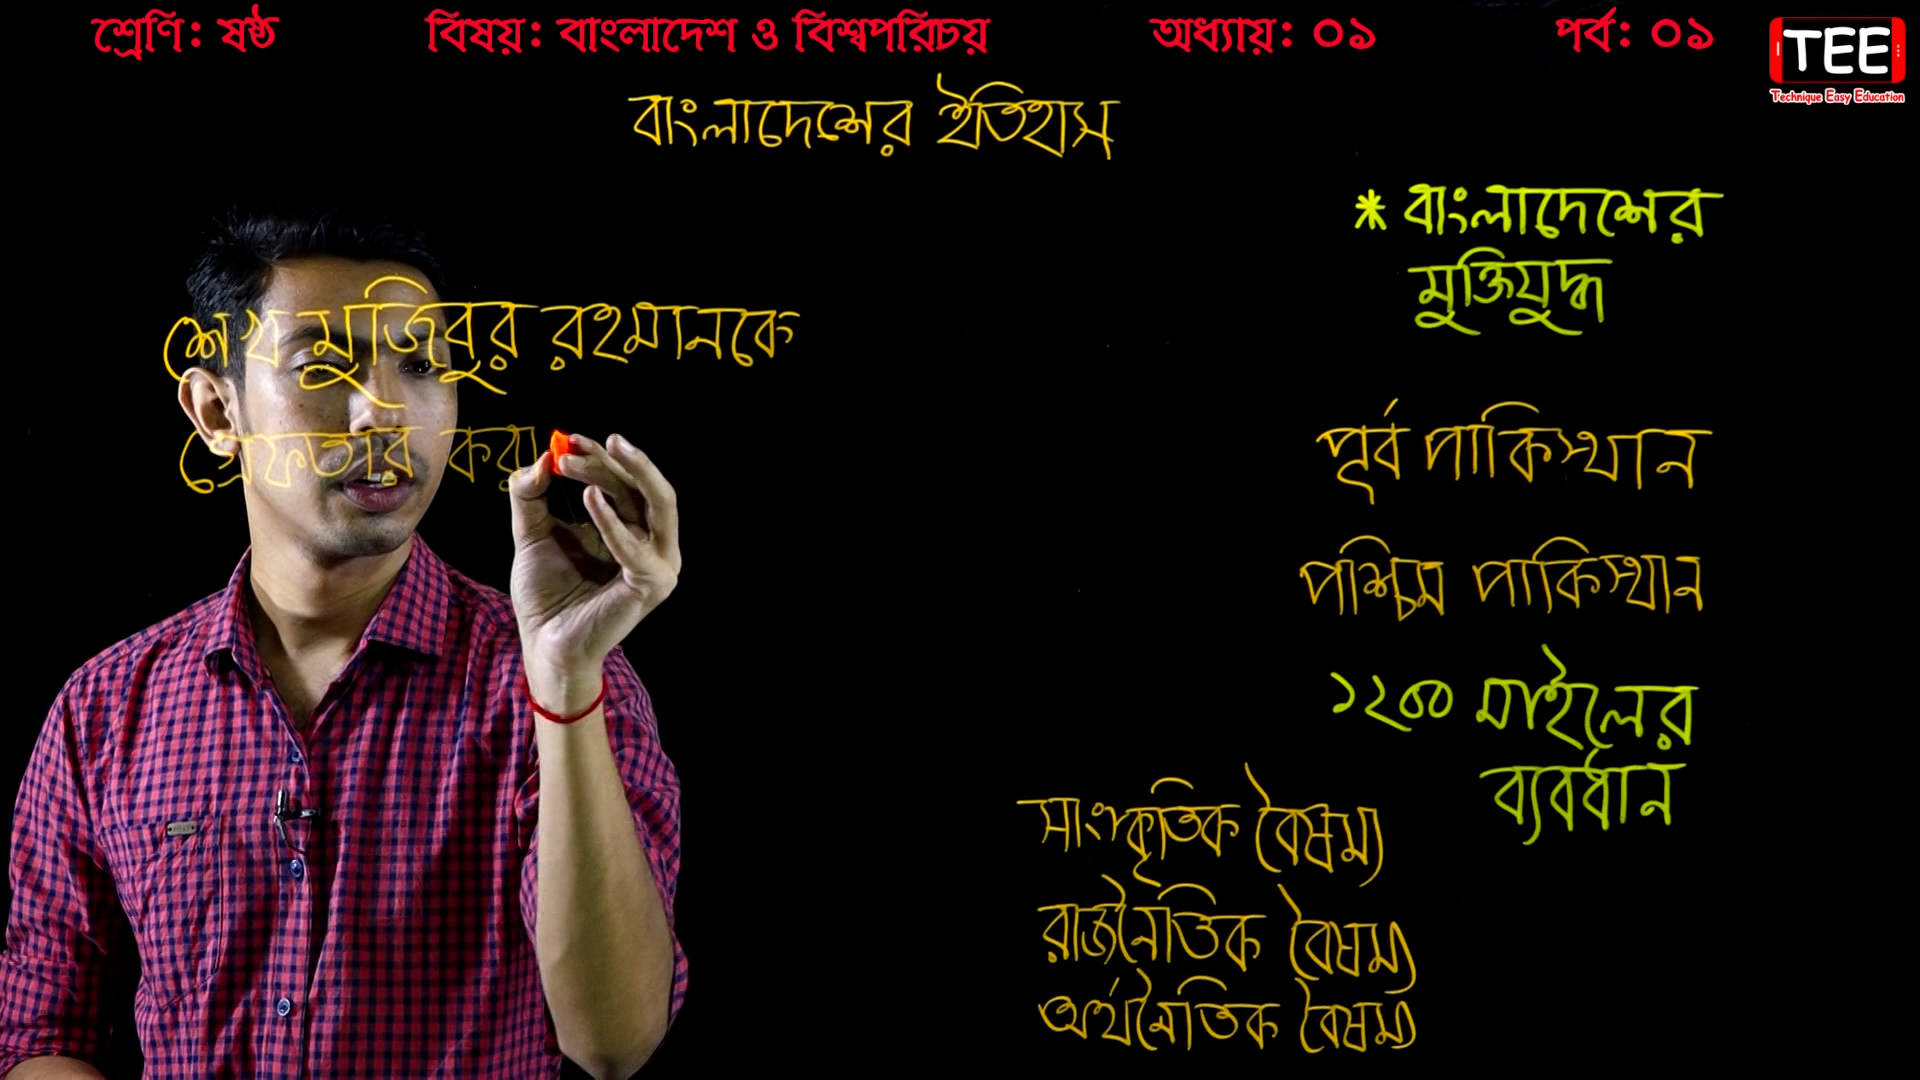 শ্রেণি: ষষ্ঠ বিষয়: বাংলাদেশ ও বিশ্বপরিচয় অধ্যায়: ০১ পর্ব: ০১
TEE
Technique Easy Education
বাংলাদেশের ইতিহাস
* বাংলাদেশের
মুক্তিযুদ্ধ
শেখ মুজিবুর রহমানকে
গ্রেফতার করা
পূর্ব পাকিস্থান
পশ্চিম পাকিস্থান
১২০০ মাইলের
ব্যবধান
সাংস্কৃতিক বৈষম্য
রাজনৈতিক বৈষম্য
অর্থনৈতিক বৈষম্য